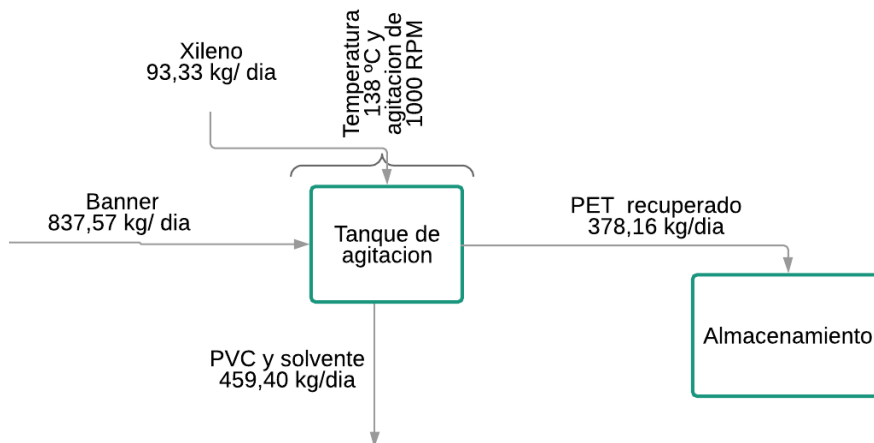 Xileno
93,33 kg/ dia
Temperatura
138 ºC y
agitacion de
1000 RPM
Banner
837,57 kg/ dia
Tanque de
agitacion
PET  recuperado
378,16 kg/dia
Almacenamiento
PVC y solvente
459,40 kg/dia